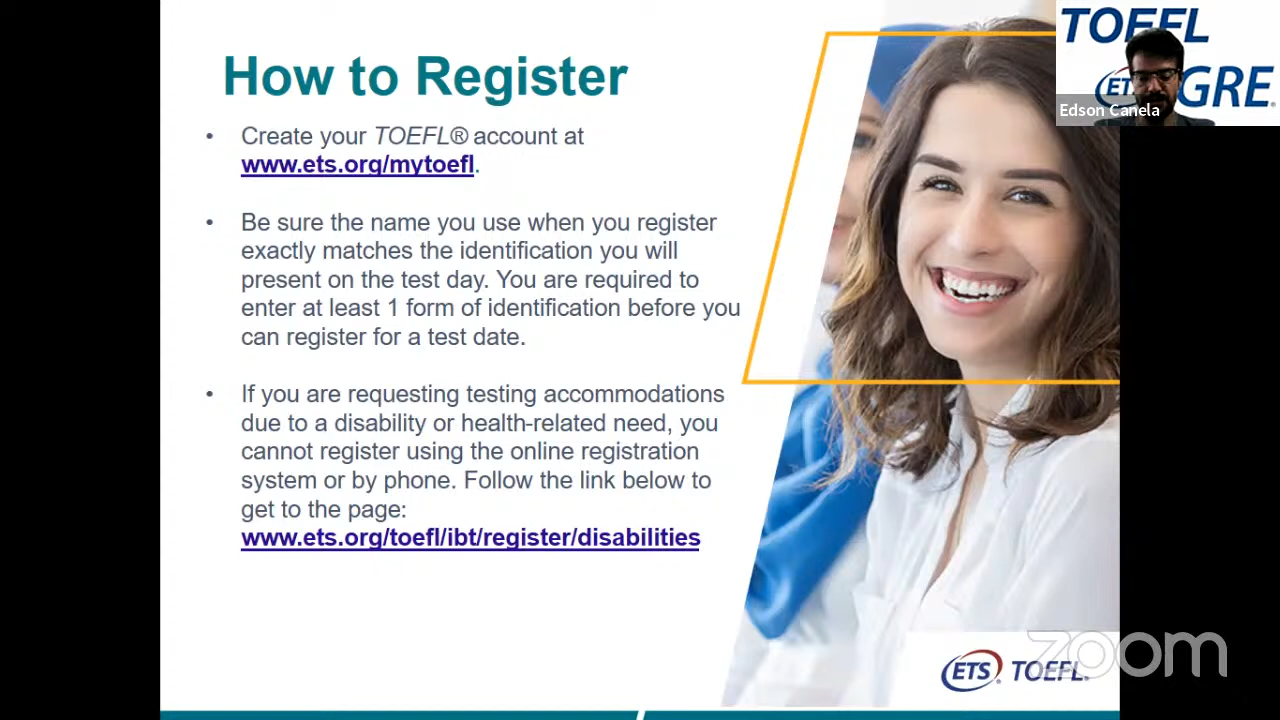 How to Register
• Create your TOEFL® account at
www.ets.org/mytoefl.
• Be sure the name you use when you register
exactly matches the identification you will
present on the test day. You are required to
enter at least 1 form of identification before you
can register for a test date.
• If you are requesting testing accommodations
due to a disability or health-related need, you
cannot register using the online registration
system or by phone. Follow the link below to
get to the page:
www.ets.org/toefl/ibt/register/disabilities
TOEFL
ETS GRE®
Edson Canela
zoom
ETS® TOEFL®